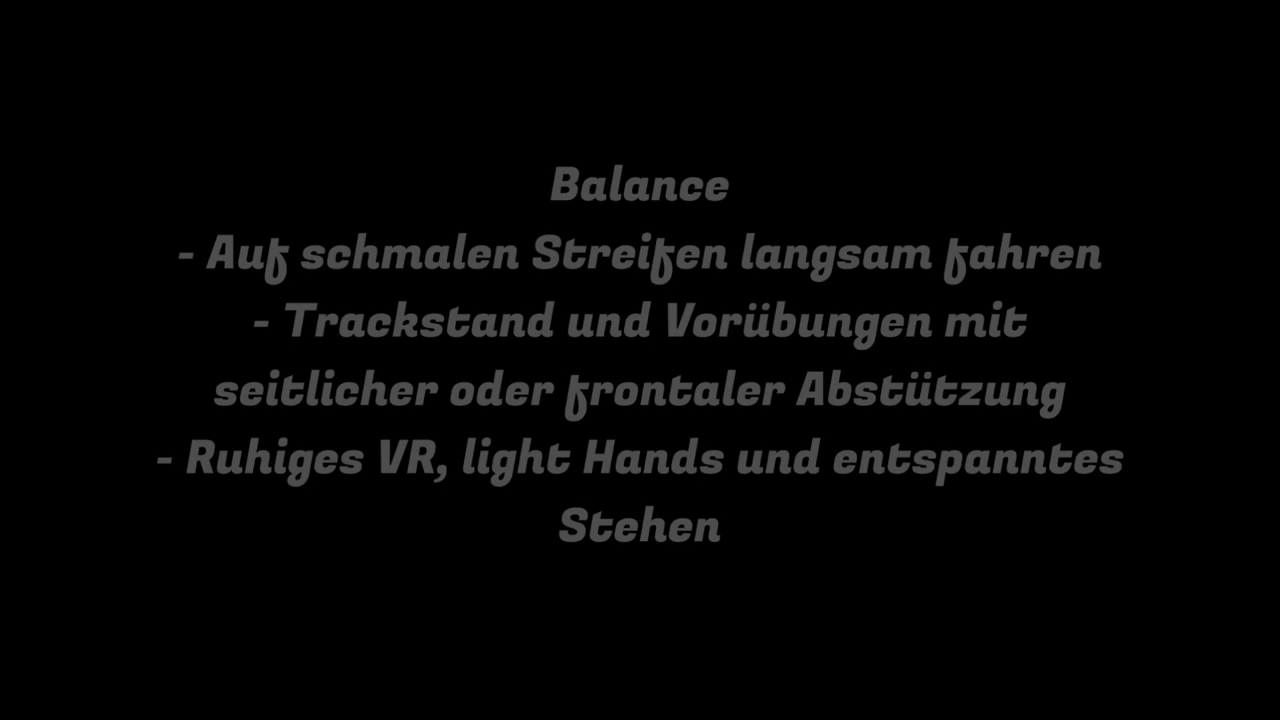 Balance
- Auf schmalen Streifen langsam fahren
- Trackstand und Vorübungen mit
seitlicher oder frontaler Abstützung
- Ruhiges VR, light Hands und entspanntes
Stehen